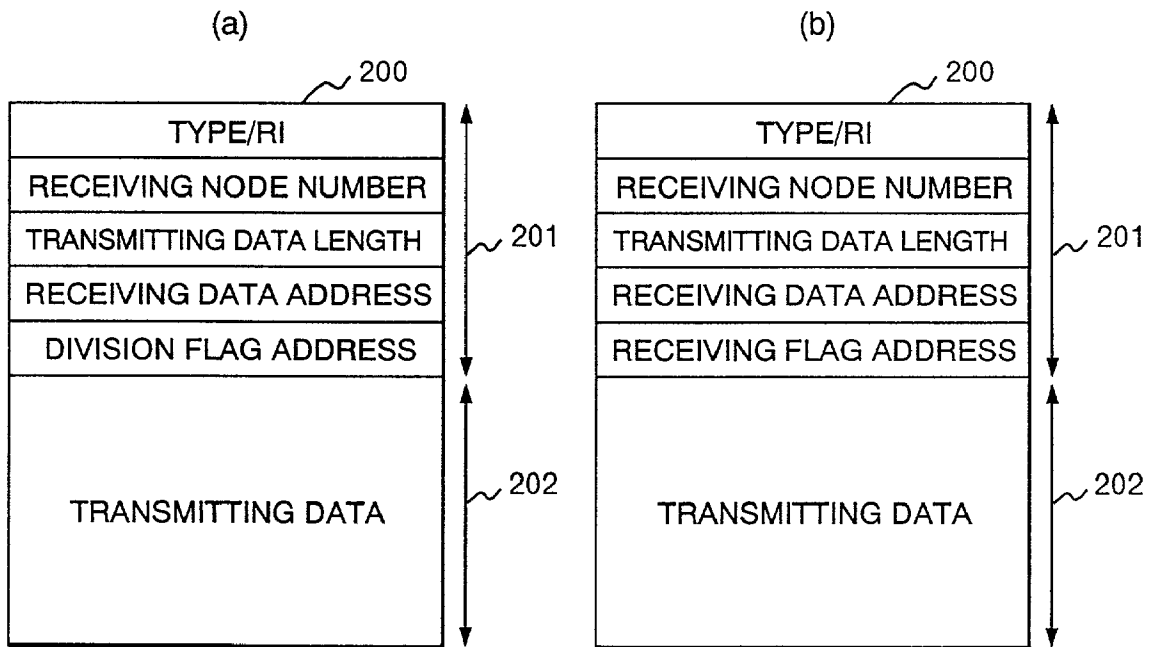 (a)
200
TYPE/RI
RECEIVING NODE NUMBER
TRANSMITTING DATA LENGTH
RECEIVING DATA ADDRESS
DIVISION FLAG ADDRESS
201
TRANSMITTING DATA
202
(b)
200
TYPE/RI
RECEIVING NODE NUMBER
TRANSMITTING DATA LENGTH
RECEIVING DATA ADDRESS
RECEIVING FLAG ADDRESS
201
TRANSMITTING DATA
202